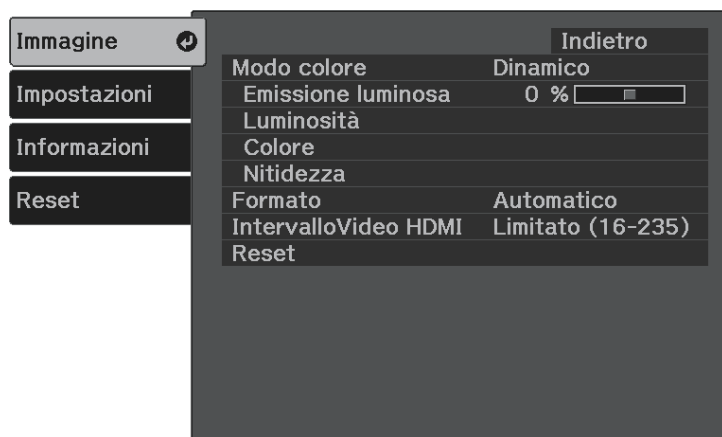 Immagine
Impostazioni
Informazioni
Reset
Indietro
Modo colore Dinamico
Emissione luminosa 0 %
Luminosità
Colore
Nitidezza
Formato Automatico
IntervalloVideo HDMI Limitato (16-235)
Reset